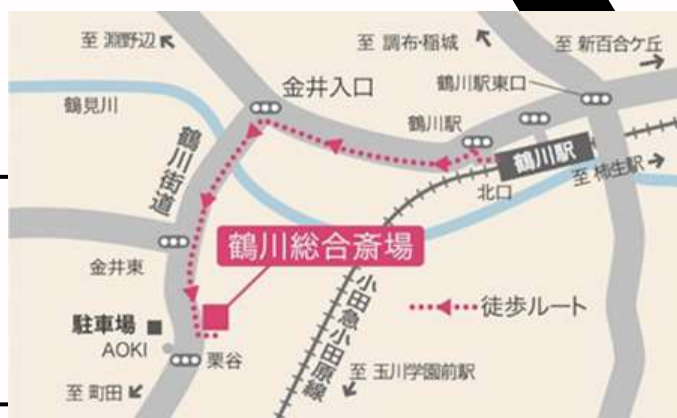 至 淵野辺
至 調布・稲城
至 新百合ケ丘
金井入口
鶴川駅東口
鶴見川
鶴川駅
鶴川駅
鶴川街道
北口
至 柿生駅
鶴川総合斎場
金井東
小田急小田原線
徒歩ルート
駐車場
AOKI
栗谷
至 玉川学園前駅
至 町田